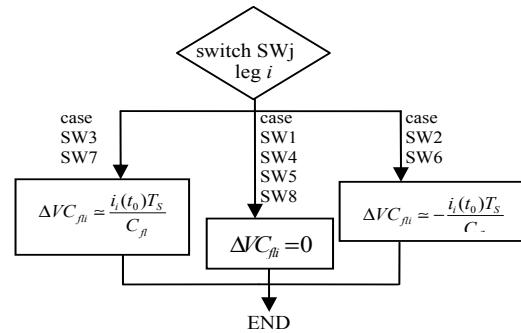 switch SWj
leg i
case
SW3
SW7
case
SW1
SW4
SW5
SW8
case
SW2
SW6
ΔVC_fli ≃ i_i(t_0)T_S / C_fl
ΔVC_fli = 0
ΔVC_fli ≃ − i_i(t_0)T_S / C
END